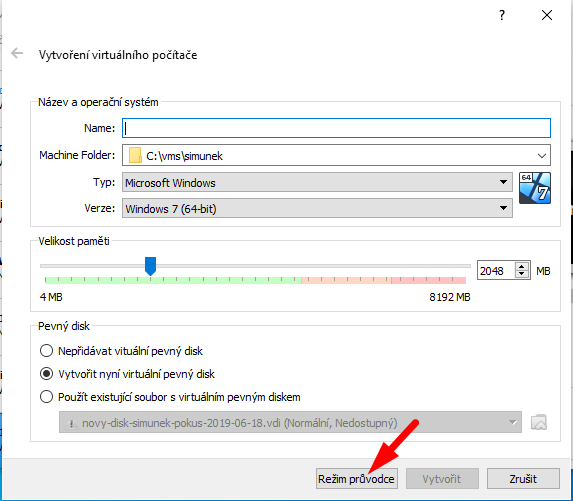 ?
Vytvoření virtuálního počítače
Název a operační systém
Name:
Machine Folder: C:\vms\simunek
Typ: Microsoft Windows
64
7
Verze: Windows 7 (64-bit)
Velikost paměti
2048 MB
4 MB 8192 MB
Pevný disk
Nepřidávat vituální pevný disk
Vytvořit nyní virtuální pevný disk
Použít existující soubor s virtuálním pevným diskem
novy-disk-simunek-pokus-2019-06-18.vdi (Normální, Nedostupný)
Režim průvodce Vytvořit Zrušit